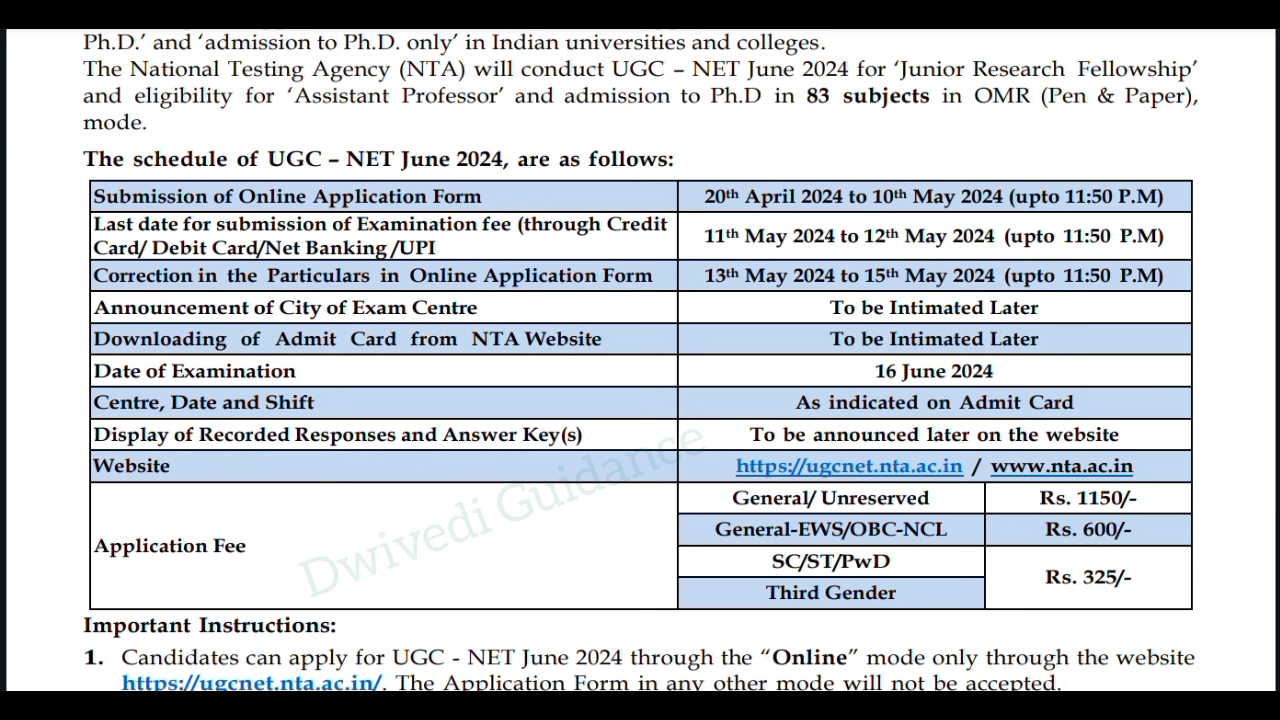 Ph.D.’ and ‘admission to Ph.D. only’ in Indian universities and colleges.
The National Testing Agency (NTA) will conduct UGC – NET June 2024 for ‘Junior Research Fellowship’
and eligibility for ‘Assistant Professor’ and admission to Ph.D in 83 subjects in OMR (Pen & Paper),
mode.
The schedule of UGC – NET June 2024, are as follows:
Submission of Online Application Form 20th April 2024 to 10th May 2024 (upto 11:50 P.M)
Last date for submission of Examination fee (through Credit
Card/ Debit Card/Net Banking /UPI 11th May 2024 to 12th May 2024 (upto 11:50 P.M)
Correction in the Particulars in Online Application Form 13th May 2024 to 15th May 2024 (upto 11:50 P.M)
Announcement of City of Exam Centre To be Intimated Later
Downloading of Admit Card from NTA Website To be Intimated Later
Date of Examination 16 June 2024
Centre, Date and Shift As indicated on Admit Card
Display of Recorded Responses and Answer Key(s) To be announced later on the website
Website https://ugcnet.nta.ac.in / www.nta.ac.in
Application Fee
General/ Unreserved Rs. 1150/-
General-EWS/OBC-NCL Rs. 600/-
SC/ST/PwD
Third Gender
Rs. 325/-
Dwivedi Guidance
Important Instructions:
1. Candidates can apply for UGC - NET June 2024 through the “Online” mode only through the website
https://ugcnet.nta.ac.in/. The Application Form in any other mode will not be accepted.